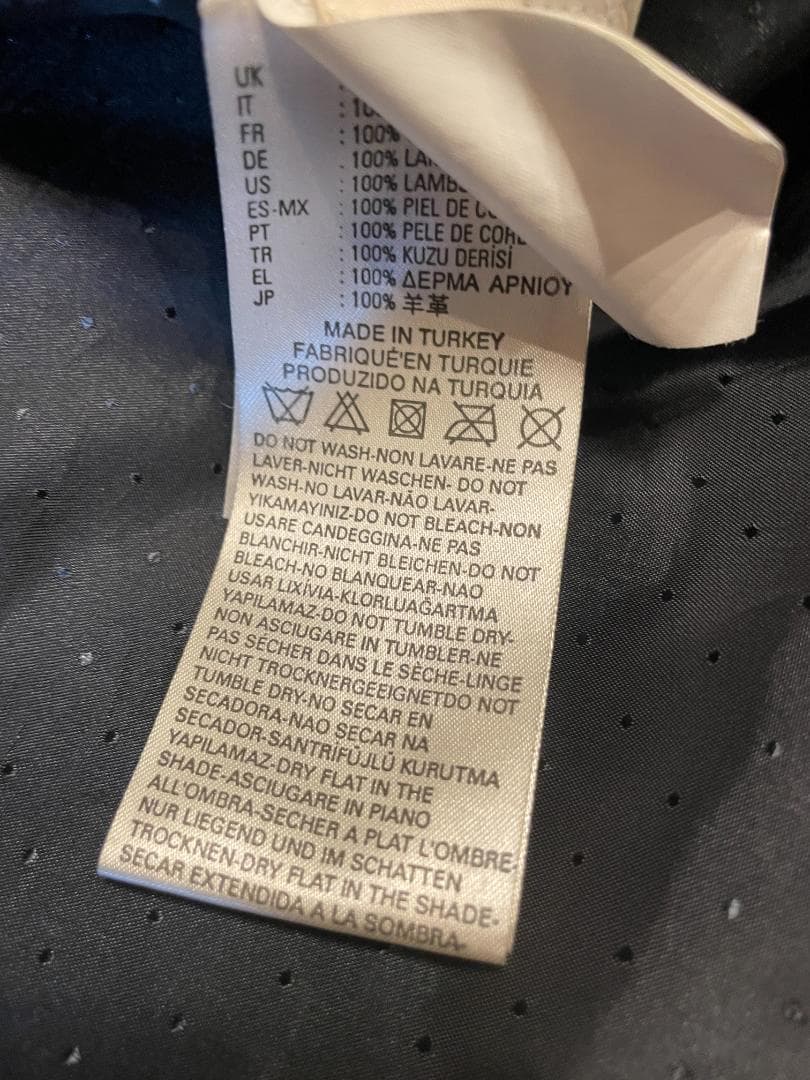 UK :
IT :
FR : 100%
DE . 100%
US : 100%
ES-MX : 100% PIEL DE
PT : 100% PELE DE
TR : 100% KUZU DERİSİ
EL : 100% ΔΕΡΜΑ ΑΡΝΙΟΥ
JP : 100% 羊革
MADE IN TURKEY
FABRIQUÉ'EN TURQUIE
PRODUZIDO NA TURQUIA
DO NOT WASH-NON LAVARE-NE PAS
LAVER-NICHT WASCHEN- DO NOT
WASH-NO LAVAR-NÃO LAVAR-
YIKAMAYINIZ-DO NOT BLEACH-NON
USARE CANDEGGINA-NE PAS
BLANCHIR-NICHT BLEICHEN-DO NOT
BLEACH-NO BLANQUEAR-NAO
USAR LIXÍVIA-KLORLUAĞARTMA
YAPILAMAZ-DO NOT TUMBLE DRY-
NON ASCIUGARE IN TUMBLER-NE
PAS SÉCHER DANS LE SÈCHE-LINGE
NICHT TROCKNERGEEIGNETDO NOT
TUMBLE DRY-NO SECAR EN
SECADORA-NAO SECAR NA
SECADOR-SANTRİFÜJLÜ KURUTMA
YAPILAMAZ-DRY FLAT IN THE
SHADE-ASCIUGARE IN PIANO
ALL'OMBRA-SECHER A PLAT L'OMBRE-
NUR LIEGEND UND IM SCHATTEN
TROCKNEN-DRY FLAT IN THE SHADE-
SECAR EXTENDIDA A LA SOMBRA-